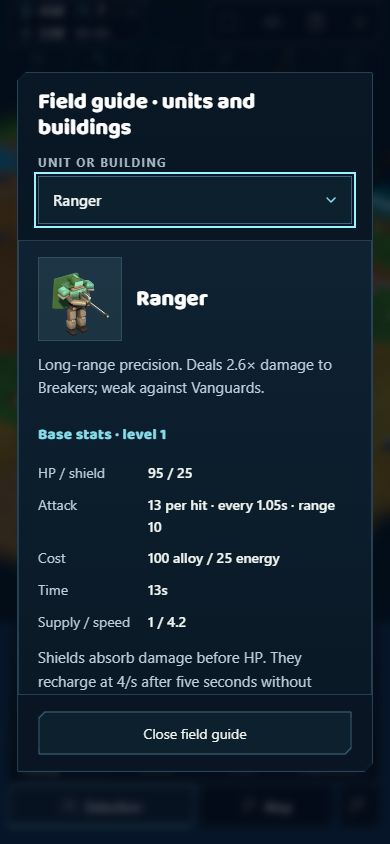 Field guide · units and
buildings
UNIT OR BUILDING
Ranger
Ranger
Long-range precision. Deals 2.6× damage to
Breakers; weak against Vanguards.
Base stats · level 1
HP / shield 95 / 25
Attack 13 per hit · every 1.05s · range
10
Cost 100 alloy / 25 energy
Time 13s
Supply / speed 1 / 4.2
Shields absorb damage before HP. They
recharge at 4/s after five seconds without
Close field guide